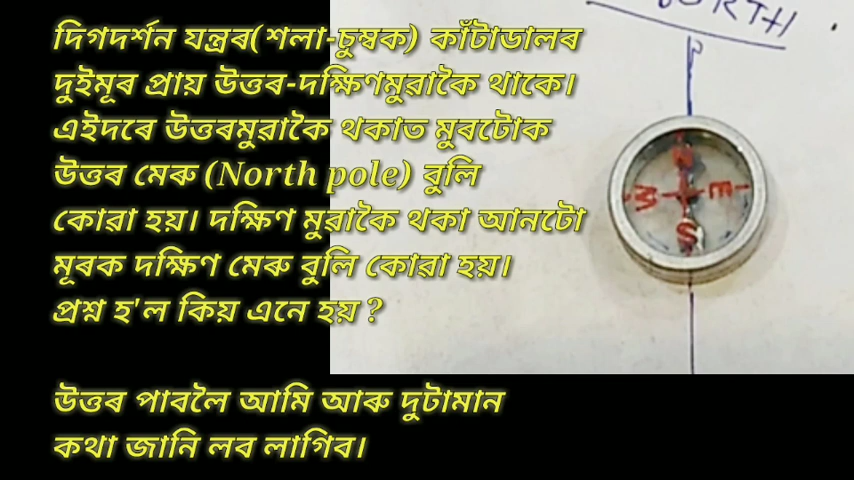 দিগদৰ্শন যন্ত্ৰৰ(শলা-চুম্বক) কাঁটাডালৰ
দুইমূৰ প্ৰায় উত্তৰ-দক্ষিণমুৱাকৈ থাকে।
এইদৰে উত্তৰমুৱাকৈ থকাত মুৰটোক
উত্তৰ মেৰু (North pole) বুলি
কোৱা হয়। দক্ষিণ মুৱাকৈ থকা আনটো
মূৰক দক্ষিণ মেৰু বুলি কোৱা হয়।
প্ৰশ্ন হ'ল কিয় এনে হয় ?
উত্তৰ পাবলৈ আমি আৰু দুটামান
কথা জানি লব লাগিব।
NORTH
N
W E
S